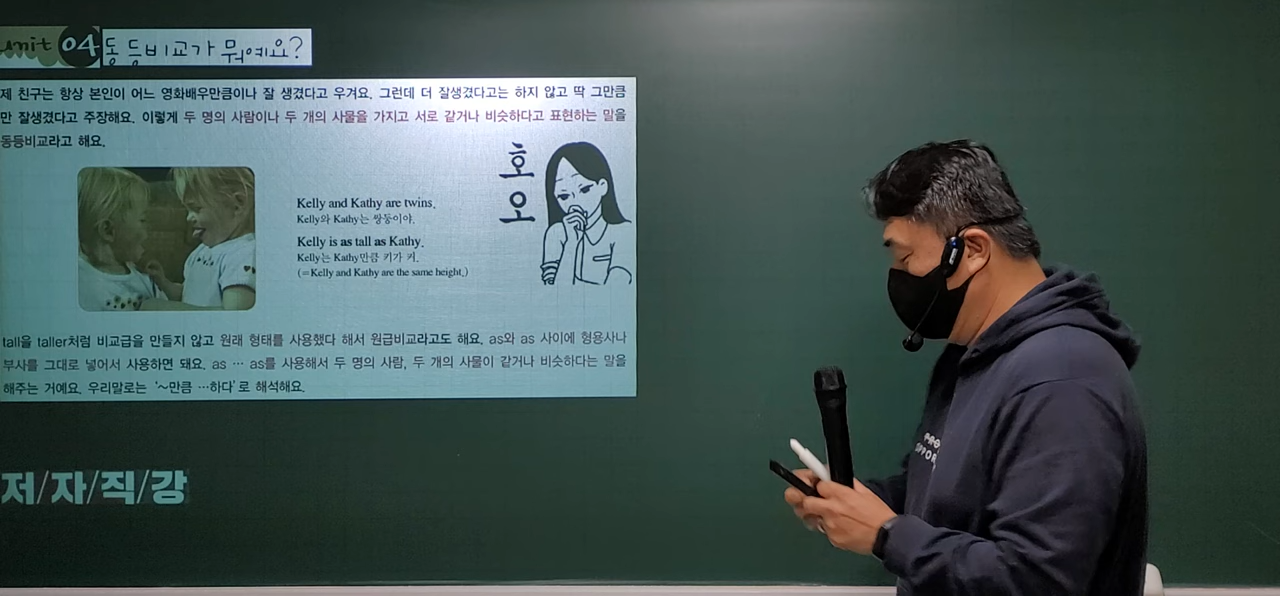 unit 04 동등비교가 뭐예요?
제 친구는 항상 본인이 어느 영화배우만큼이나 잘 생겼다고 우겨요. 그런데 더 잘생겼다고는 하지 않고 딱 그만큼
만 잘생겼다고 주장해요. 이렇게 두 명의 사람이나 두 개의 사물을 가지고 서로 같거나 비슷하다고 표현하는 말을
동등비교라고 해요.
호오
Kelly and Kathy are twins.
Kelly와 Kathy는 쌍둥이야.
Kelly is as tall as Kathy.
Kelly는 Kathy만큼 키가 커.
(=Kelly and Kathy are the same height.)
tall을 taller처럼 비교급을 만들지 않고 원래 형태를 사용했다 해서 원급비교라고도 해요. as와 as 사이에 형용사나
부사를 그대로 넣어서 사용하면 돼요. as … as를 사용해서 두 명의 사람, 두 개의 사물이 같거나 비슷하다는 말을
해주는 거예요. 우리말로는 '~만큼 …하다'로 해석해요.
저/자/직/강